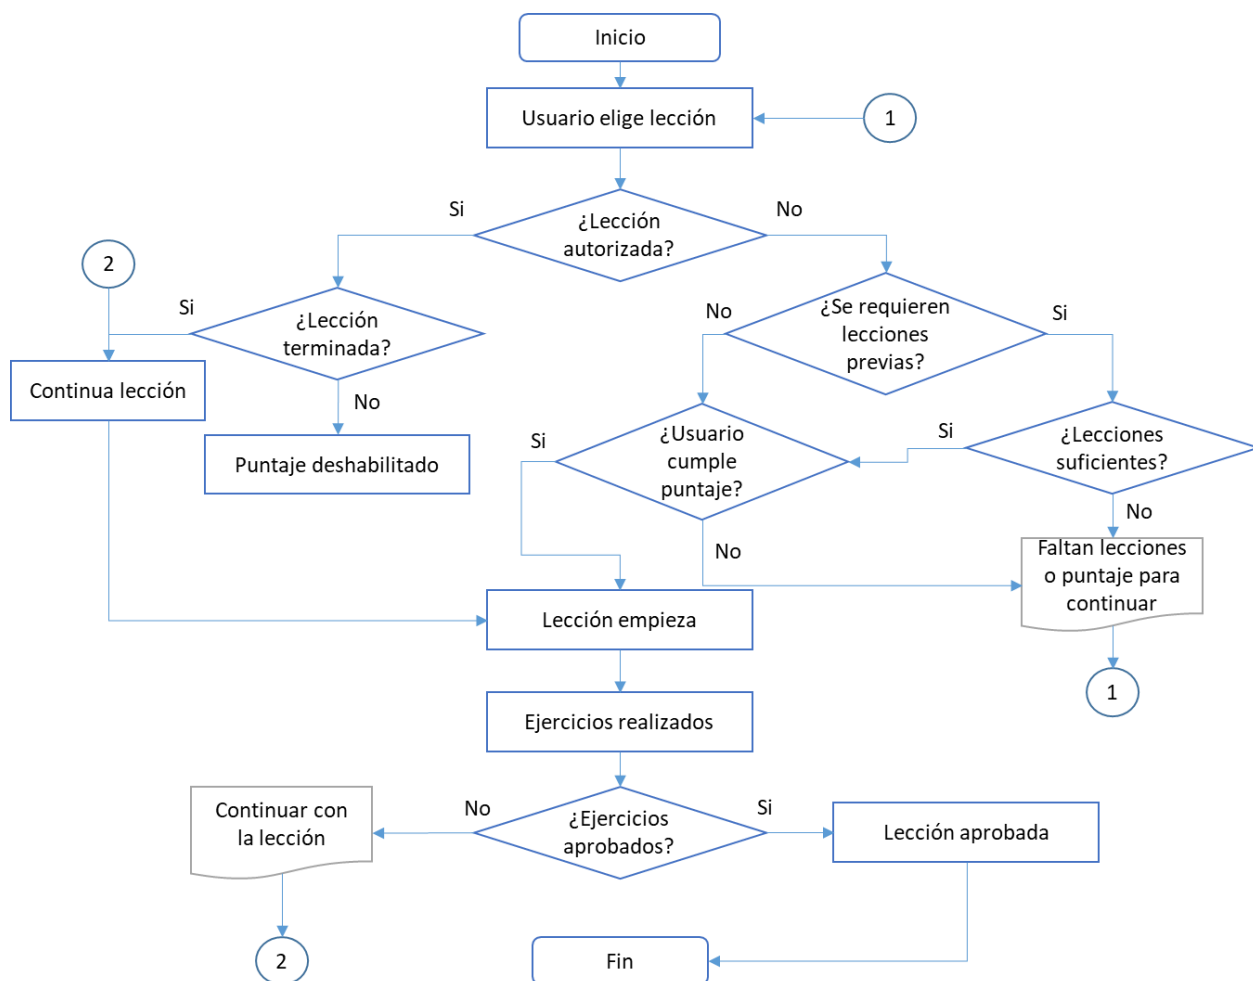 Inicio
Usuario elige lección
1
Si
¿Lección
autorizada?
No
2
Si
¿Lección
terminada?
No
¿Se requieren
lecciones
previas?
Si
Continua lección
No
Puntaje deshabilitado
Si
¿Usuario
cumple
puntaje?
Si
¿Lecciones
suficientes?
No
No
Faltan lecciones
o puntaje para
continuar
Lección empieza
1
Ejercicios realizados
Continuar con
la lección
No
¿Ejercicios
aprobados?
Si
Lección aprobada
2
Fin